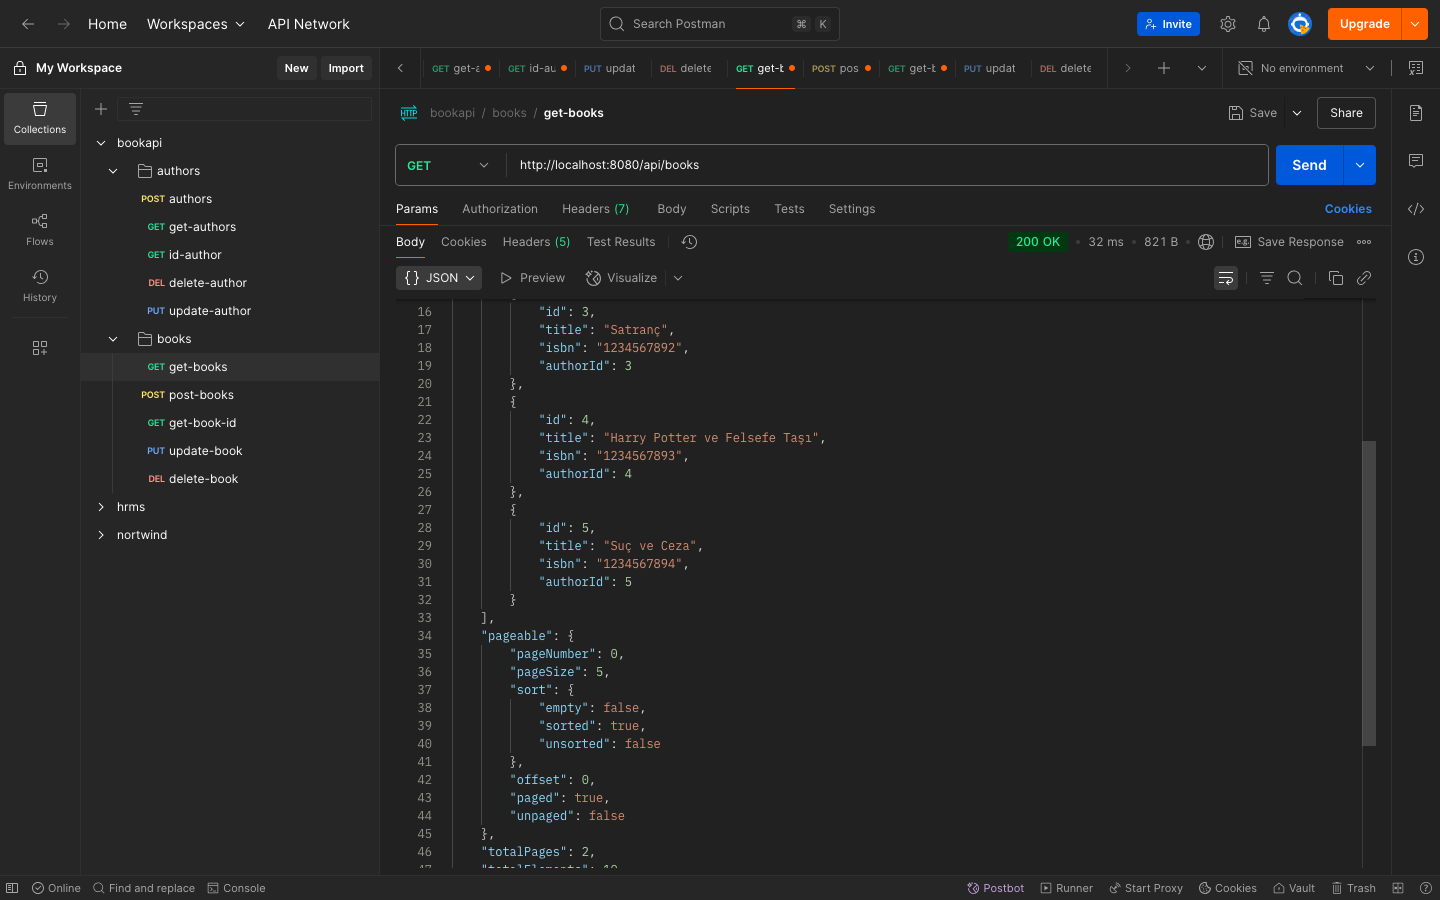 Home Workspaces API Network Search Postman ⌘ K Invite Upgrade
My Workspace New Import GET get-a GET id-au PUT updat DEL delete GET get-b POST pos GET get-b PUT updat DEL delete No environment
Collections
Environments
Flows
History
bookapi
authors
POST authors
GET get-authors
GET id-author
DEL delete-author
PUT update-author
books
GET get-books
POST post-books
GET get-book-id
PUT update-book
DEL delete-book
hrms
nortwind
HTTP bookapi / books / get-books Save Share
GET http://localhost:8080/api/books Send
Params Authorization Headers (7) Body Scripts Tests Settings Cookies
Body Cookies Headers (5) Test Results 200 OK • 32 ms • 821 B • Save Response
{} JSON Preview Visualize
16 "id": 3,
17 "title": "Satranç",
18 "isbn": "1234567892",
19 "authorId": 3
20 },
21 {
22 "id": 4,
23 "title": "Harry Potter ve Felsefe Taşı",
24 "isbn": "1234567893",
25 "authorId": 4
26 },
27 {
28 "id": 5,
29 "title": "Suç ve Ceza",
30 "isbn": "1234567894",
31 "authorId": 5
32 }
33 ],
34 "pageable": {
35 "pageNumber": 0,
36 "pageSize": 5,
37 "sort": {
38 "empty": false,
39 "sorted": true,
40 "unsorted": false
41 },
42 "offset": 0,
43 "paged": true,
44 "unpaged": false
45 },
46 "totalPages": 2,
47 "totalElements": 10
Online Find and replace Console Postbot Runner Start Proxy Cookies Vault Trash